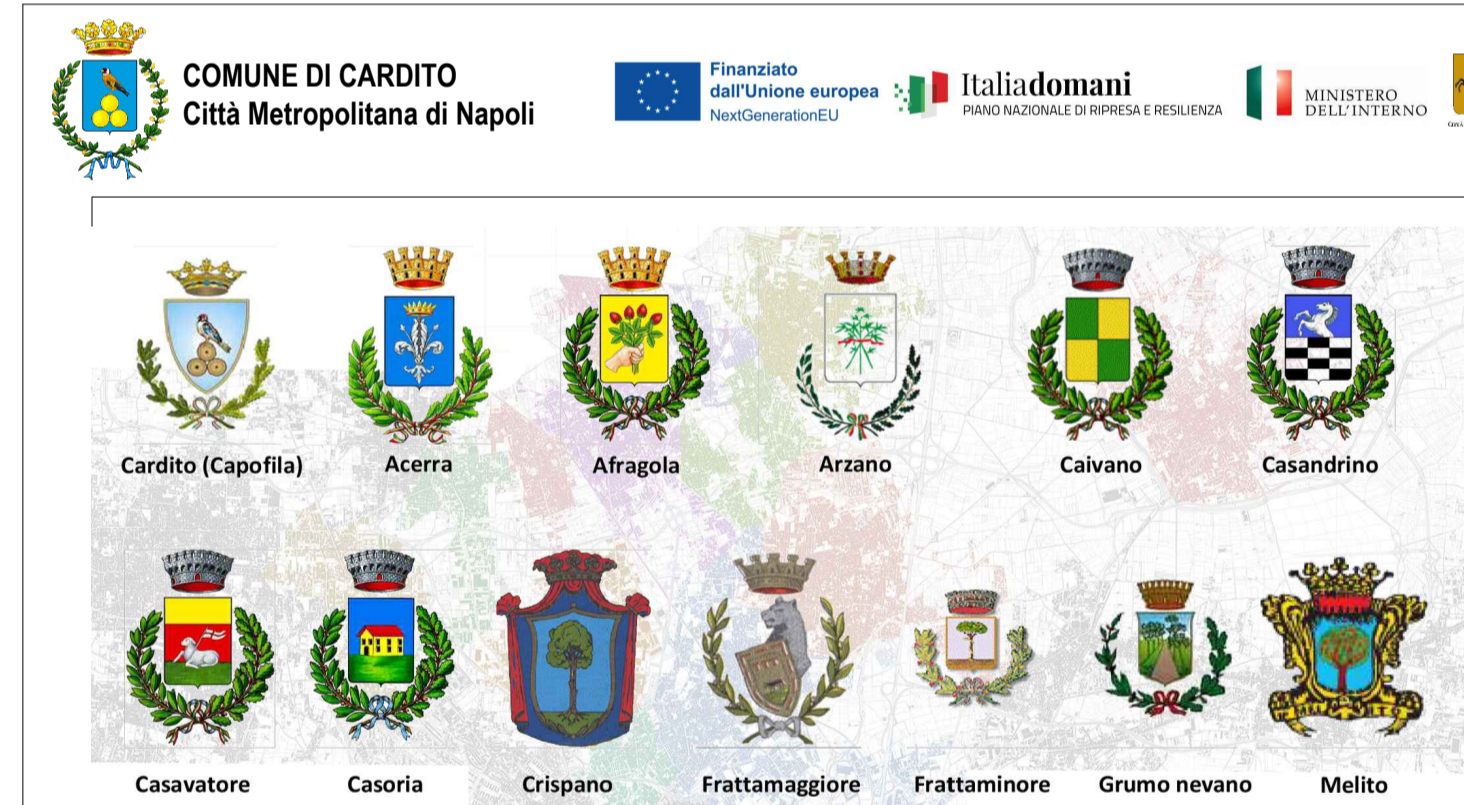 COMUNE DI CARDITO
Città Metropolitana di Napoli
Finanziato
dall'Unione europea
NextGenerationEU
Italiadomani
PIANO NAZIONALE DI RIPRESA E RESILIENZA
MINISTERO
DELL'INTERNO
Cardito (Capofila)
Acerra
Afragola
Arzano
Caivano
Casandrino
Casavatore
Casoria
Crispano
Frattamaggiore
Frattaminore
Grumo nevano
Melito